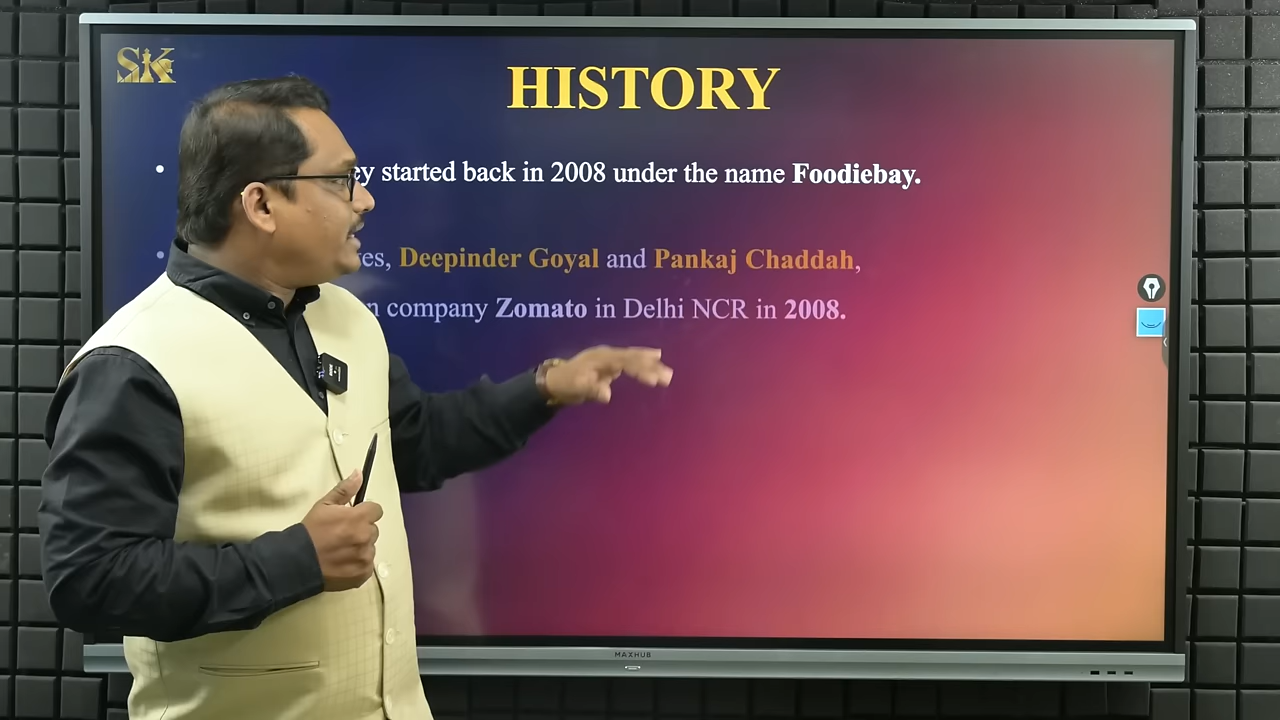 SK
HISTORY
• ey started back in 2008 under the name Foodiebay.
• es, Deepinder Goyal and Pankaj Chaddah,
n company Zomato in Delhi NCR in 2008.
MAXHUB